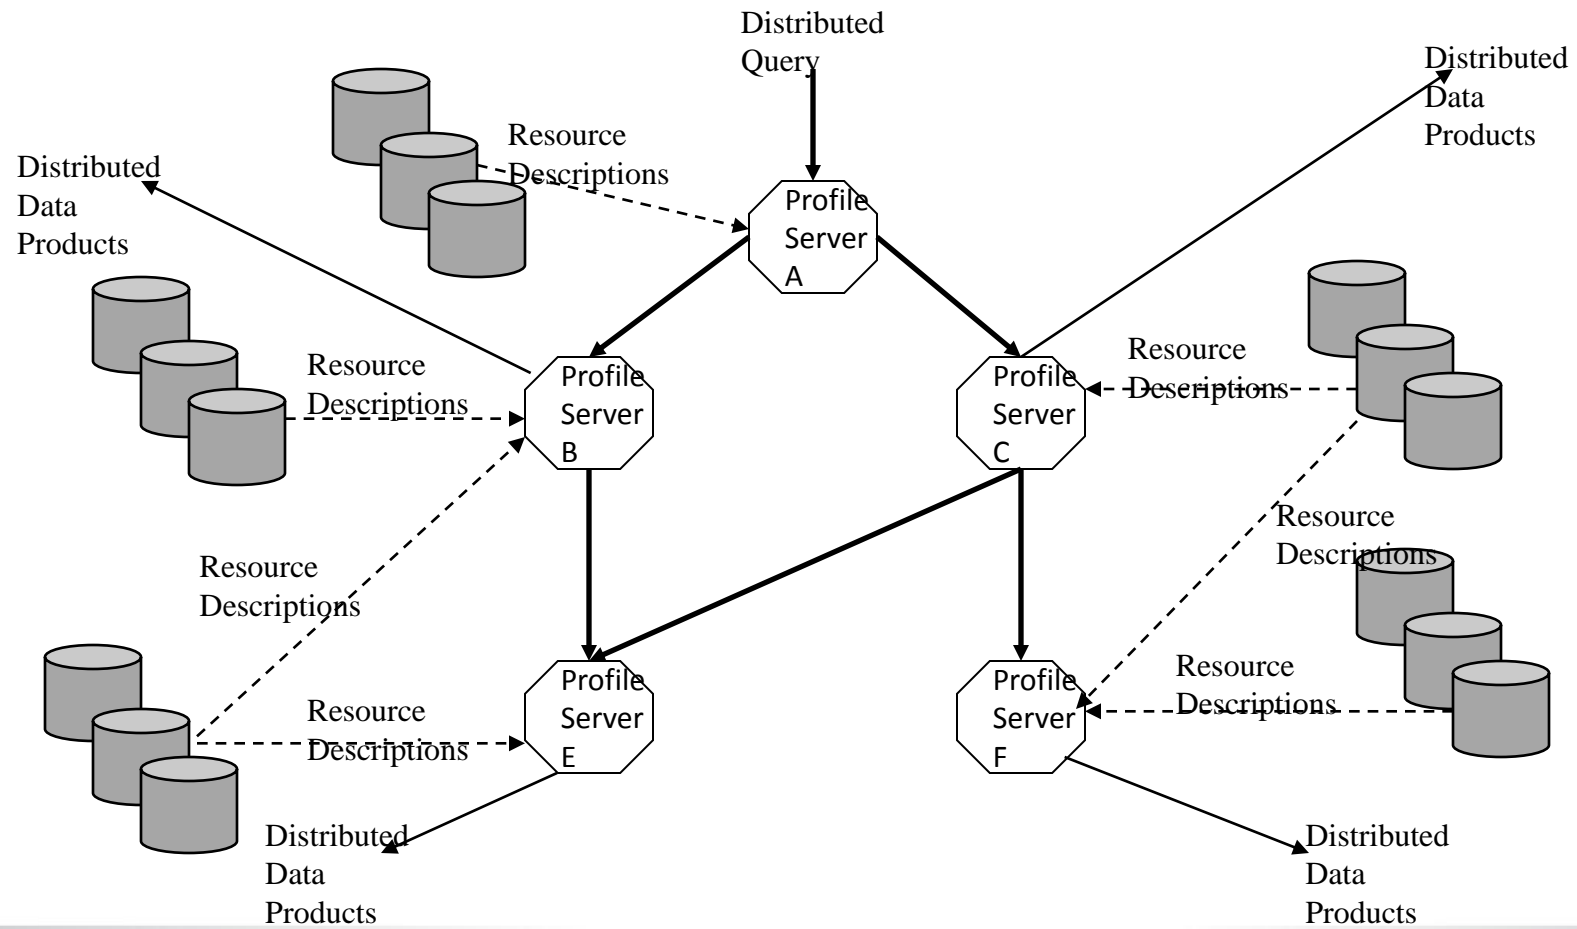 Distributed
Query
Distributed
Data
Products
Resource
Descriptions
Distributed
Data
Products
Profile
Server
A
Resource
Descriptions
Profile
Server
B
Profile
Server
C
Resource
Descriptions
Resource
Descriptions
Resource
Descriptions
Resource
Descriptions
Profile
Server
E
Profile
Server
F
Resource
Descriptions
Distributed
Data
Products
Distributed
Data
Products